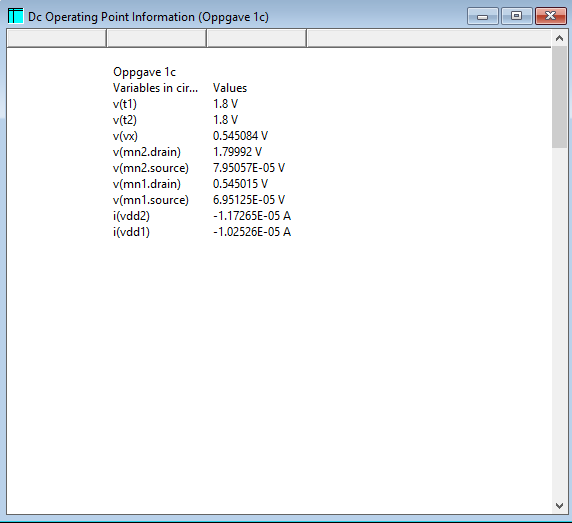 Dc Operating Point Information (Oppgave 1c)
Oppgave 1c
Variables in cir... Values
v(t1) 1.8 V
v(t2) 1.8 V
v(vx) 0.545084 V
v(mn2.drain) 1.79992 V
v(mn2.source) 7.95057E-05 V
v(mn1.drain) 0.545015 V
v(mn1.source) 6.95125E-05 V
i(vdd2) -1.17265E-05 A
i(vdd1) -1.02526E-05 A